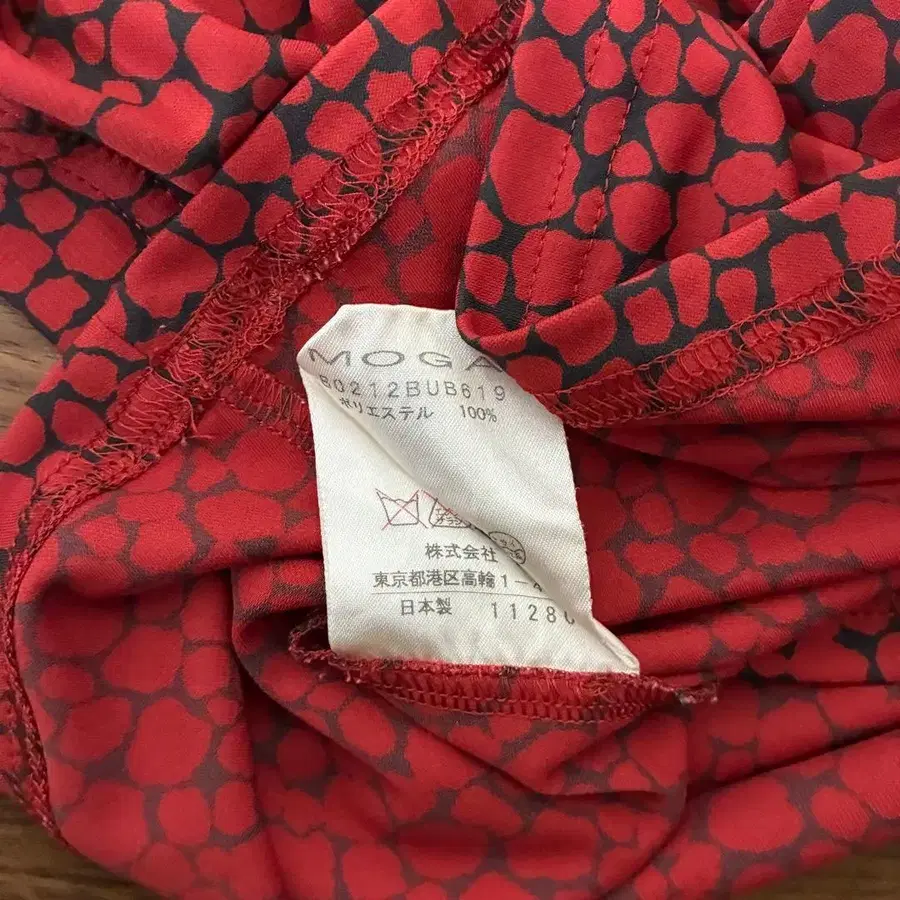 MOGA
80212BUB619
ポリエステル 100%
株式会社
東京都港区高輪1-4
日本製 1128